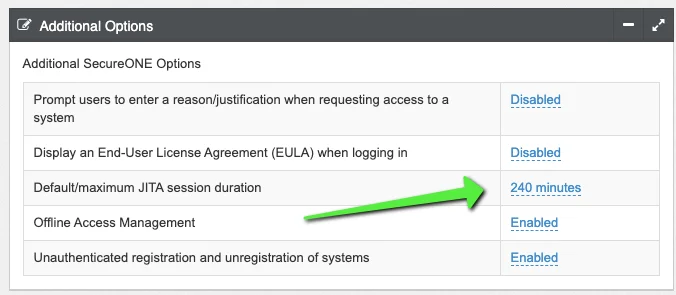 Additional Options
Additional SecureONE Options
Prompt users to enter a reason/justification when requesting access to a
system
Disabled
Display an End-User License Agreement (EULA) when logging in
Disabled
Default/maximum JITA session duration
240 minutes
Offline Access Management
Enabled
Unauthenticated registration and unregistration of systems
Enabled